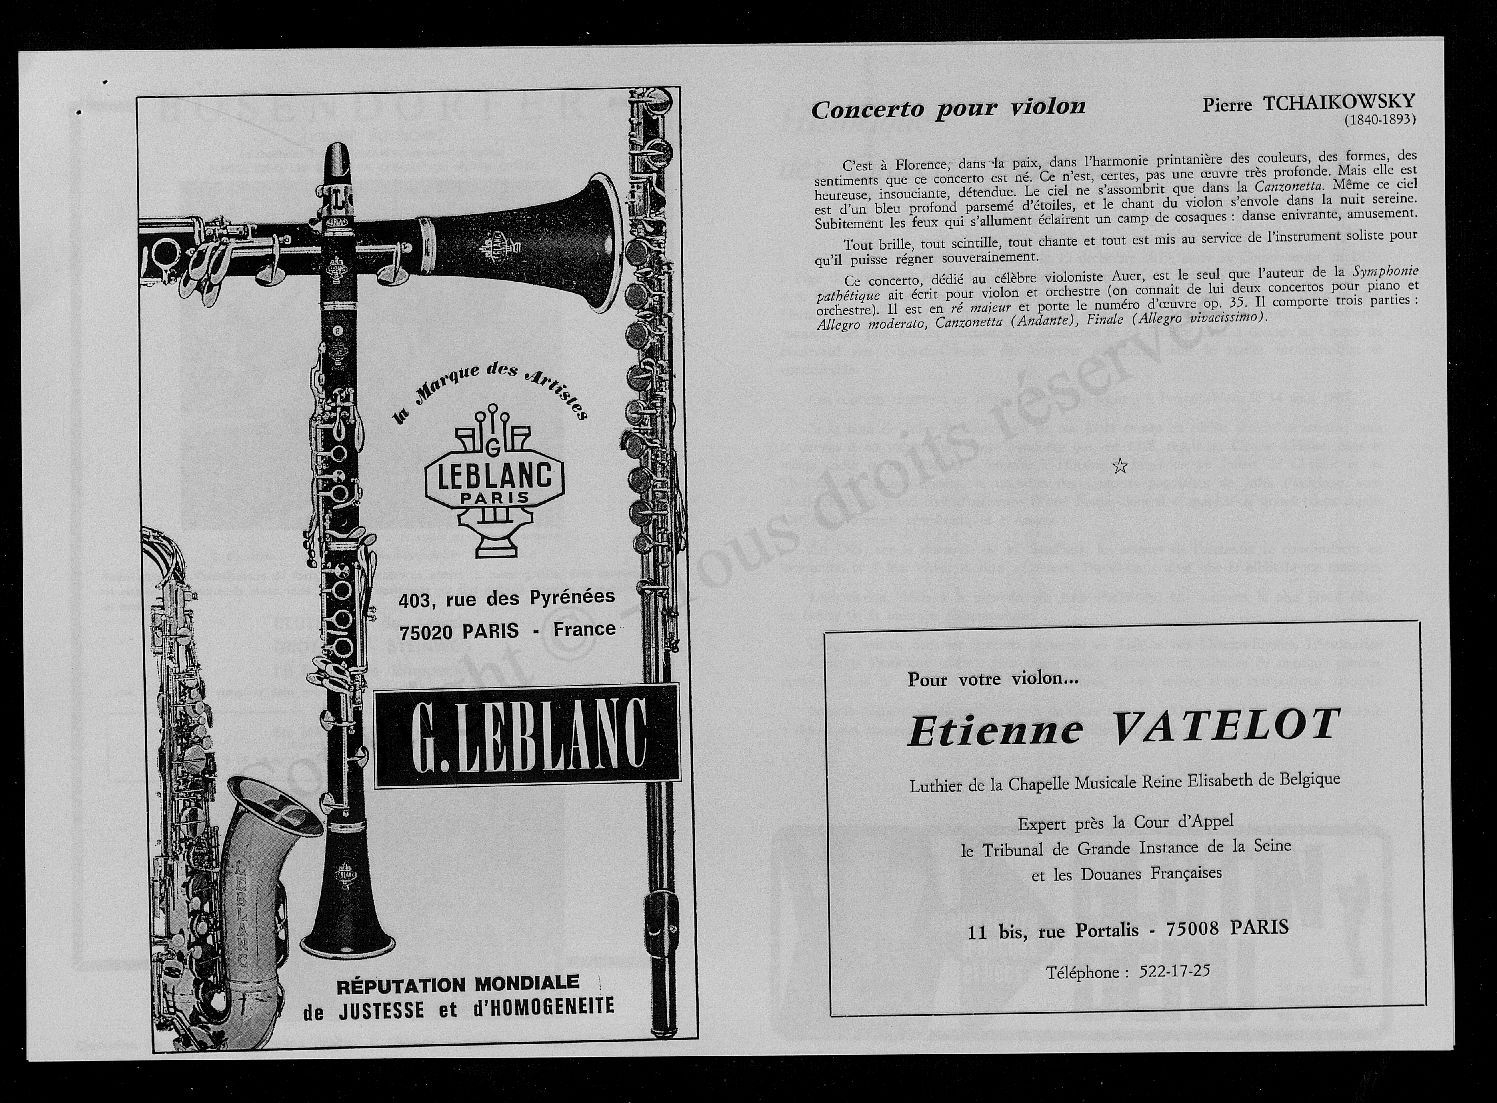 la Marque des Artistes
G
LEBLANC
PARIS
403, rue des Pyrénées
75020 PARIS - France
G. LEBLANC
LEBLANC
RÉPUTATION MONDIALE
de JUSTESSE et d'HOMOGENEITE
Concerto pour violon
Pierre TCHAIKOWSKY
(1840-1893)
C'est à Florence, dans la paix, dans l'harmonie printanière des couleurs, des formes, des
sentiments que ce concerto est né. Ce n'est, certes, pas une œuvre très profonde. Mais elle est
heureuse, insouciante, détendue. Le ciel ne s'assombrit que dans la Canzonetta. Même ce ciel
est d'un bleu profond parsemé d'étoiles, et le chant du violon s'envole dans la nuit sereine.
Subitement les feux qui s'allument éclairent un camp de cosaques : danse enivrante, amusement.
Tout brille, tout scintille, tout chante et tout est mis au service de l'instrument soliste pour
qu'il puisse régner souverainement.
Ce concerto, dédié au célèbre violoniste Auer, est le seul que l'auteur de la Symphonie
pathétique ait écrit pour violon et orchestre (on connait de lui deux concertos pour piano et
orchestre). Il est en ré majeur et porte le numéro d'œuvre op. 35. Il comporte trois parties :
Allegro moderato, Canzonetta (Andante), Finale (Allegro vivacissimo).
Pour votre violon...
Etienne VATELOT
Luthier de la Chapelle Musicale Reine Elisabeth de Belgique
Expert près la Cour d'Appel
le Tribunal de Grande Instance de la Seine
et les Douanes Françaises
11 bis, rue Portalis - 75008 PARIS
Téléphone : 522-17-25
Copyright © Tous droits réservés